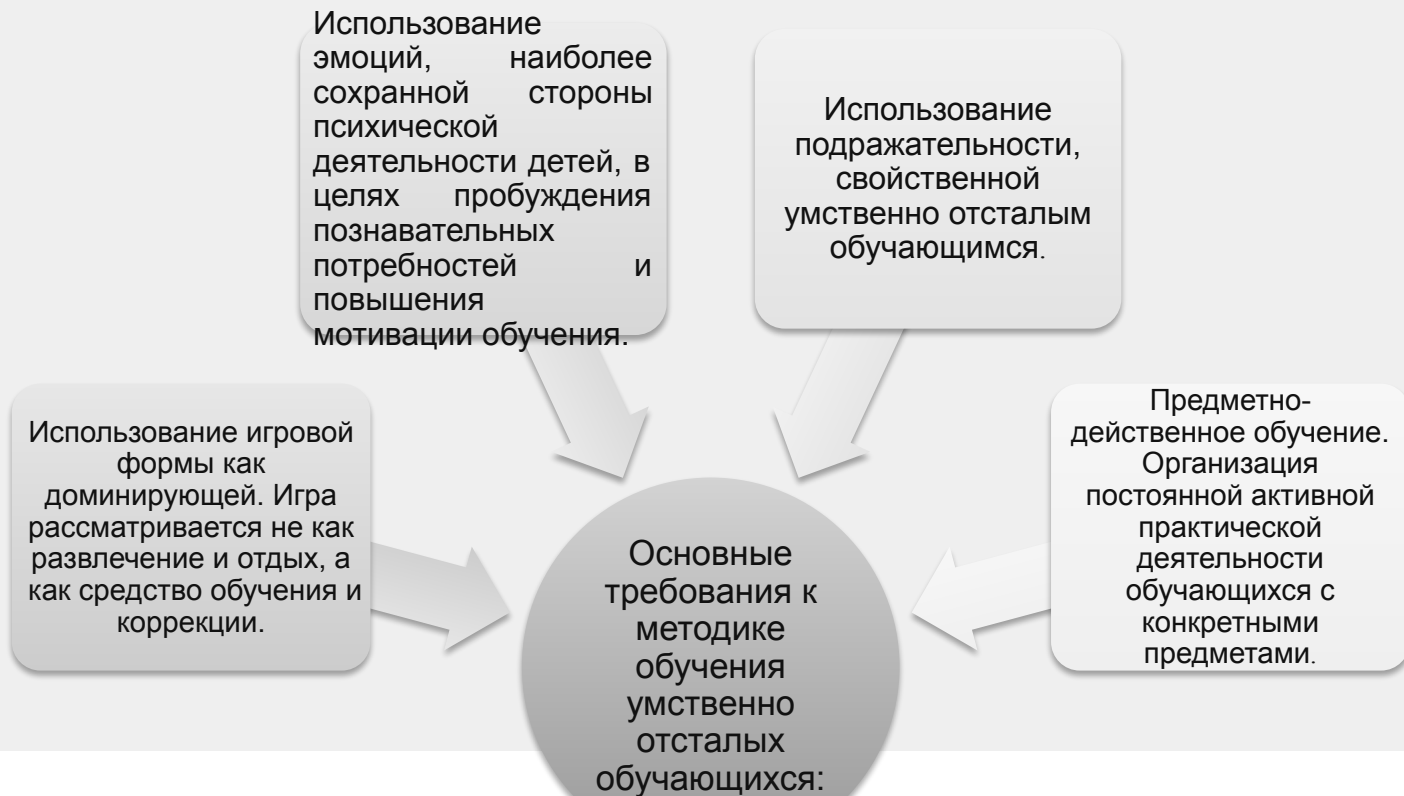 Использование
эмоций, наиболее
сохранной стороны
психической
деятельности детей, в
целях пробуждения
познавательных
потребностей и
повышения
мотивации обучения.
Использование
подражательности,
свойственной
умственно отсталым
обучающимся.
Использование игровой
формы как
доминирующей. Игра
рассматривается не как
развлечение и отдых, а
как средство обучения и
коррекции.
Предметно-
действенное обучение.
Организация
постоянной активной
практической
деятельности
обучающихся с
конкретными
предметами.
Основные
требования к
методике
обучения
умственно
отсталых
обучающихся: